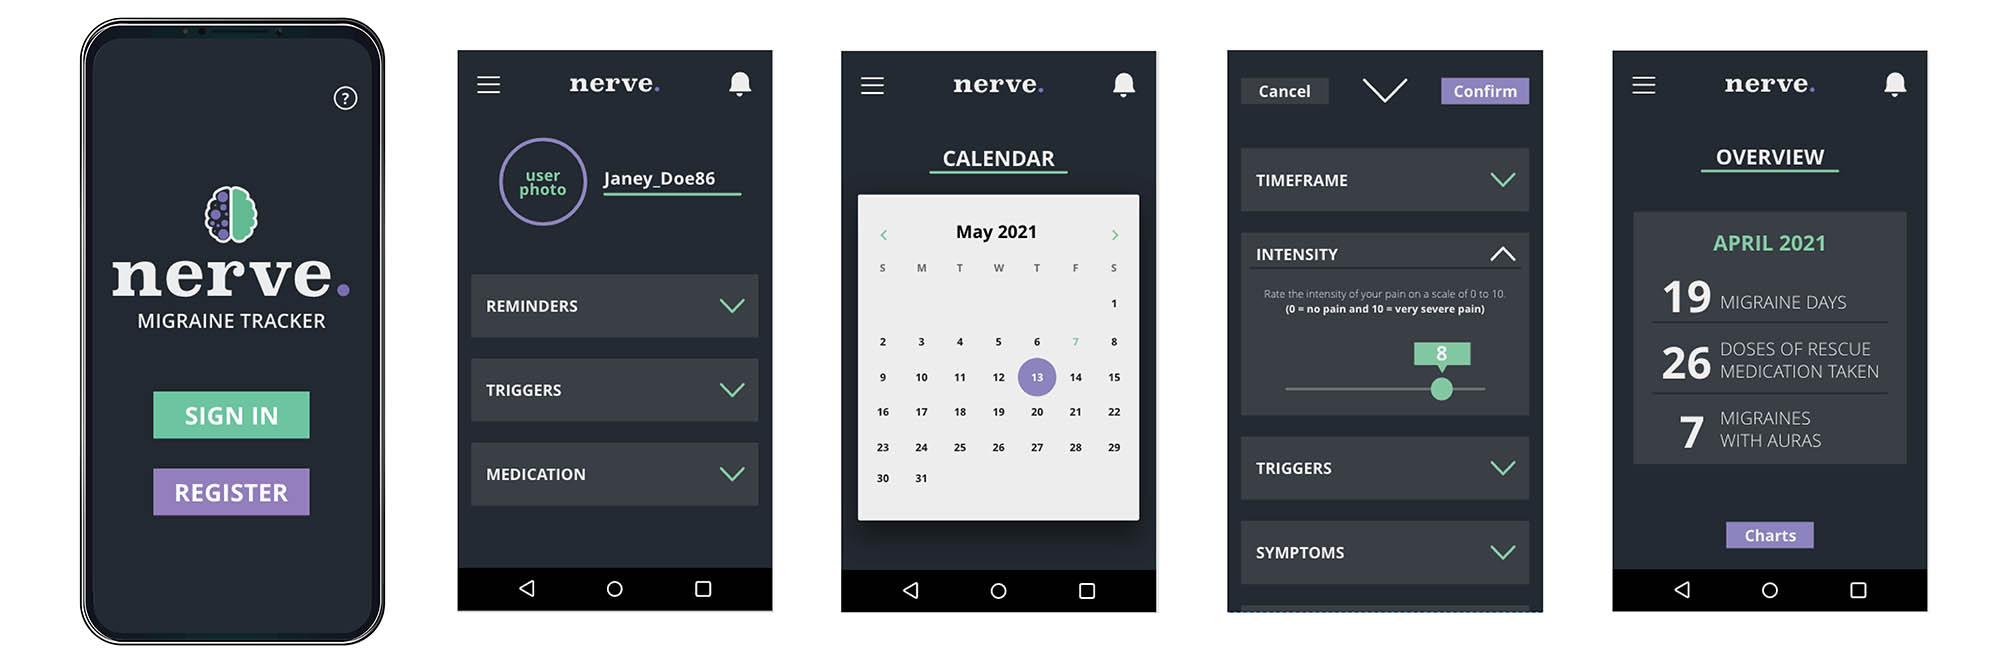 ?
nerve.
MIGRAINE TRACKER
SIGN IN
REGISTER
nerve.
user
photo
Janey_Doe86
REMINDERS
TRIGGERS
MEDICATION
nerve.
CALENDAR
< May 2021 >
S M T W T F S
1
2 3 4 5 6 7 8
9 10 11 12 13 14 15
16 17 18 19 20 21 22
23 24 25 26 27 28 29
30 31
Cancel Confirm
TIMEFRAME
INTENSITY
Rate the intensity of your pain on a scale of 0 to 10.
(0 = no pain and 10 = very severe pain)
8
TRIGGERS
SYMPTOMS
nerve.
OVERVIEW
APRIL 2021
19 MIGRAINE DAYS
26 DOSES OF RESCUE
MEDICATION TAKEN
7 MIGRAINES
WITH AURAS
Charts